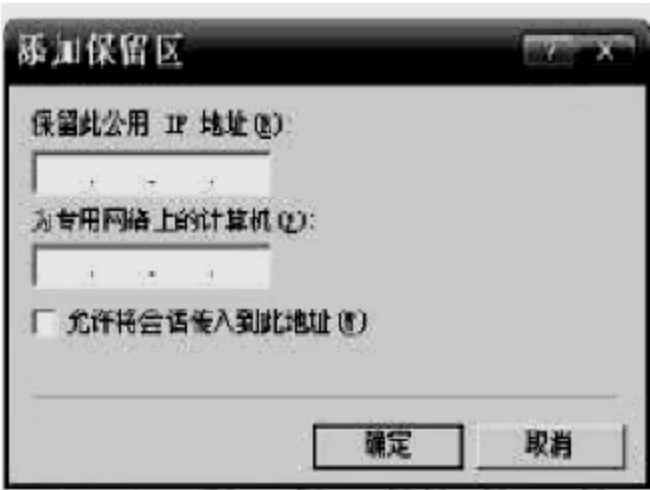 添加保留区
保留此公用 IP 地址(R):
为专用网络上的计算机(P):
允许将会话传入到此地址(W)
确定
取消